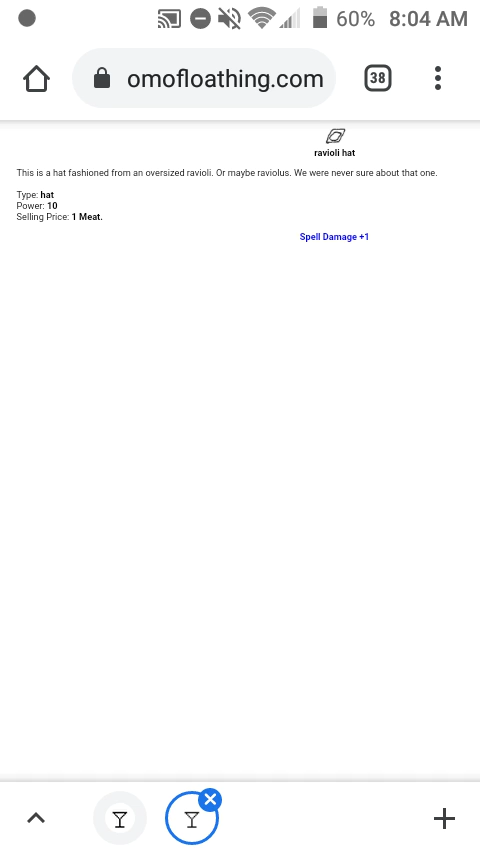 60% 8:04 AM
omofloathing.com
38
ravioli hat
This is a hat fashioned from an oversized ravioli. Or maybe raviolus. We were never sure about that one.
Type: hat
Power: 10
Selling Price: 1 Meat.
Spell Damage +1